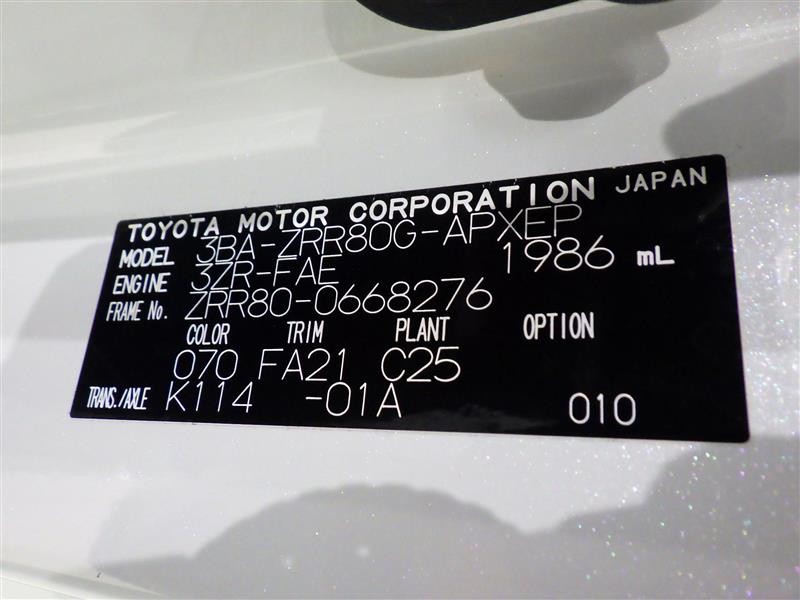 TOYOTA MOTOR CORPORATION JAPAN
MODEL 3BA-ZRR80G-APXEP
ENGINE 3ZR-FAE 1986 mL
FRAME No. ZRR80-0668276
COLOR TRIM PLANT OPTION
070 FA21 C25
TRANS./AXLE K114 -01A 010